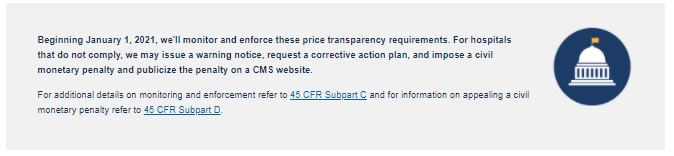 Beginning January 1, 2021, we'll monitor and enforce these price transparency requirements. For hospitals
that do not comply, we may issue a warning notice, request a corrective action plan, and impose a civil
monetary penalty and publicize the penalty on a CMS website.
For additional details on monitoring and enforcement refer to 45 CFR Subpart C and for information on appealing a civil
monetary penalty refer to 45 CFR Subpart D.